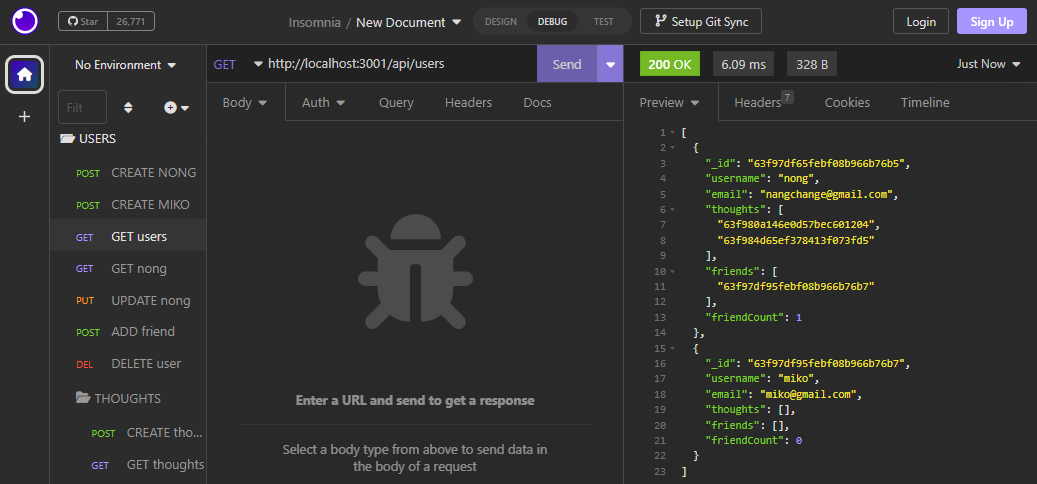 Star 26,771
Insomnia / New Document
DESIGN DEBUG TEST
Setup Git Sync
Login Sign Up
No Environment
Filt
USERS
POST CREATE NONG
POST CREATE MIKO
GET GET users
GET GET nong
PUT UPDATE nong
POST ADD friend
DEL DELETE user
THOUGHTS
POST CREATE tho...
GET GET thoughts
GET http://localhost:3001/api/users Send
Body Auth Query Headers Docs
Enter a URL and send to get a response
Select a body type from above to send data in
the body of a request
200 OK 6.09 ms 328 B Just Now
Preview Headers 7 Cookies Timeline
1 [
2 {
3 "_id": "63f97df65febf08b966b76b5",
4 "username": "nong",
5 "email": "nangchange@gmail.com",
6 "thoughts": [
7 "63f980a146e0d57bec601204",
8 "63f984d65ef378413f073fd5"
9 ],
10 "friends": [
11 "63f97df95febf08b966b76b7"
12 ],
13 "friendCount": 1
14 },
15 {
16 "_id": "63f97df95febf08b966b76b7",
17 "username": "miko",
18 "email": "miko@gmail.com",
19 "thoughts": [],
20 "friends": [],
21 "friendCount": 0
22 }
23 ]